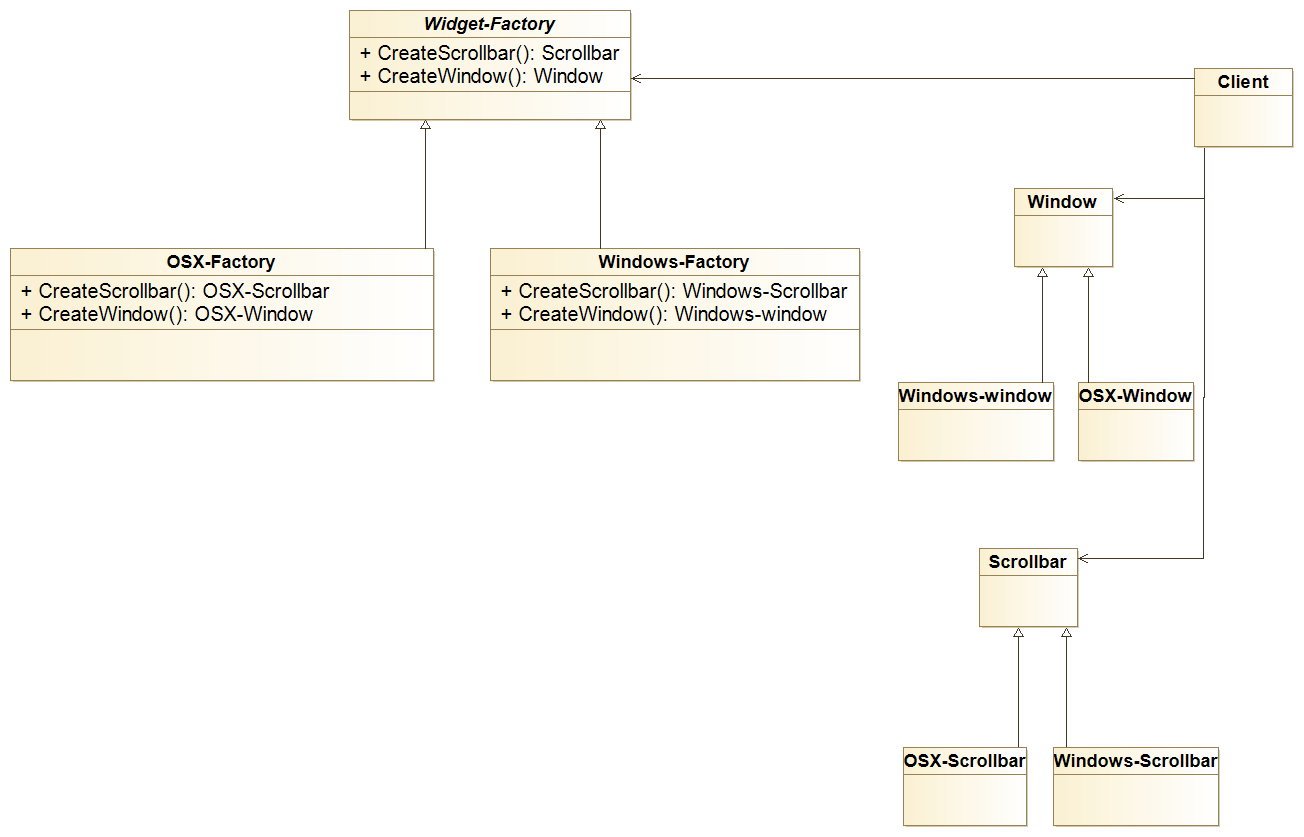 Widget-Factory
+ CreateScrollbar(): Scrollbar
+ CreateWindow(): Window
Client
Window
OSX-Factory
+ CreateScrollbar(): OSX-Scrollbar
+ CreateWindow(): OSX-Window
Windows-Factory
+ CreateScrollbar(): Windows-Scrollbar
+ CreateWindow(): Windows-window
Windows-window
OSX-Window
Scrollbar
OSX-Scrollbar
Windows-Scrollbar